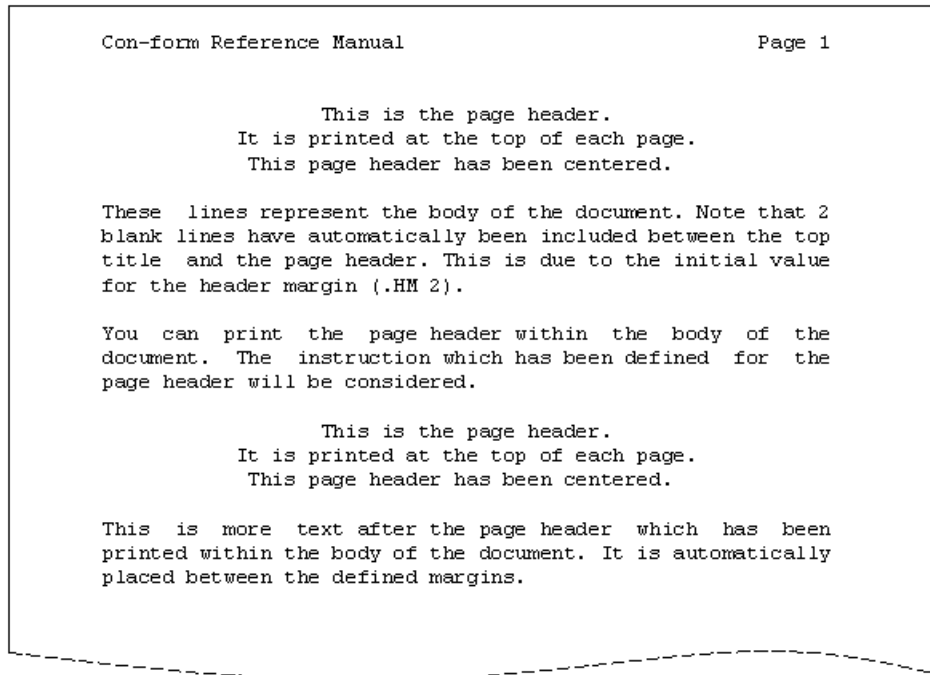 Con-form Reference Manual Page 1
This is the page header.
It is printed at the top of each page.
This page header has been centered.
These lines represent the body of the document. Note that 2
blank lines have automatically been included between the top
title and the page header. This is due to the initial value
for the header margin (.HM 2).
You can print the page header within the body of the
document. The instruction which has been defined for the
page header will be considered.
This is the page header.
It is printed at the top of each page.
This page header has been centered.
This is more text after the page header which has been
printed within the body of the document. It is automatically
placed between the defined margins.